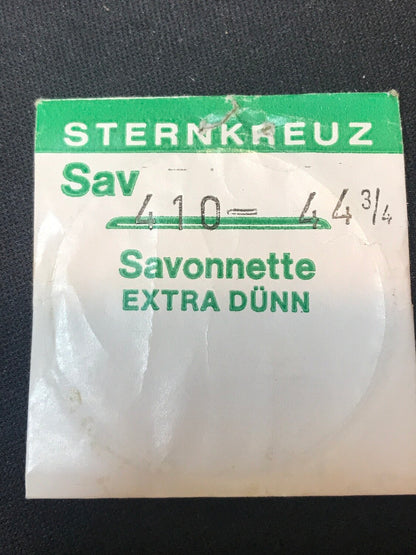 STERNKREUZ
Sav 410= 44 3/4
Savonnette
EXTRA DÜNN